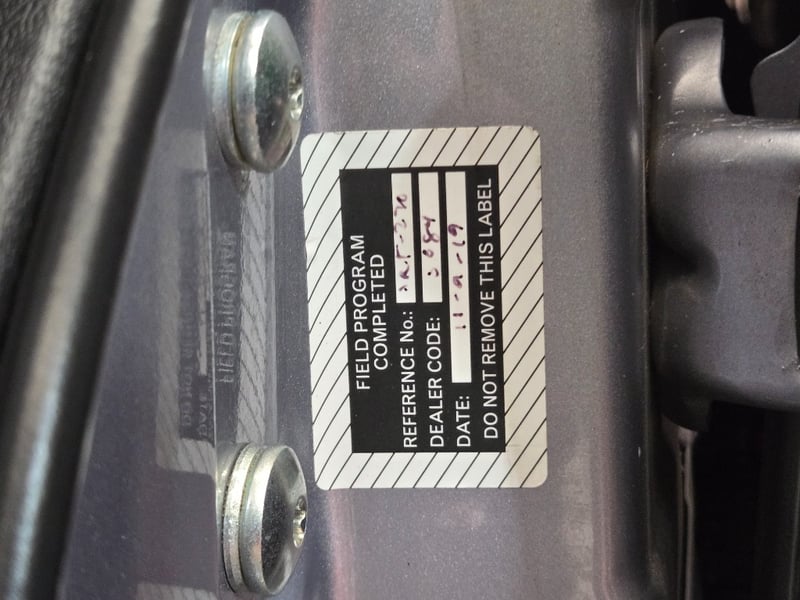 FIELD PROGRAM
COMPLETED
REFERENCE No.:
DEALER CODE:
DATE: 11-9-19
DO NOT REMOVE THIS LABEL